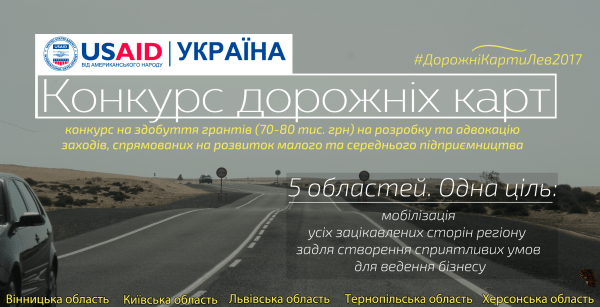 USAID
ВІД АМЕРИКАНСЬКОГО НАРОДУ
УКРАЇНА
#ДорожніКартиЛев2017
Конкурс дорожніх карт
конкурс на здобуття грантів (70-80 тис. грн) на розробку та адвокацію
заходів, спрямованих на розвиток малого та середнього підприємництва
5 областей. Одна ціль:
мобілізація
усіх зацікавлених сторін регіону
задля створення сприятливих умов
для ведення бізнесу
Вінницька область Київська область Львівська область Тернопільська область Херсонська область